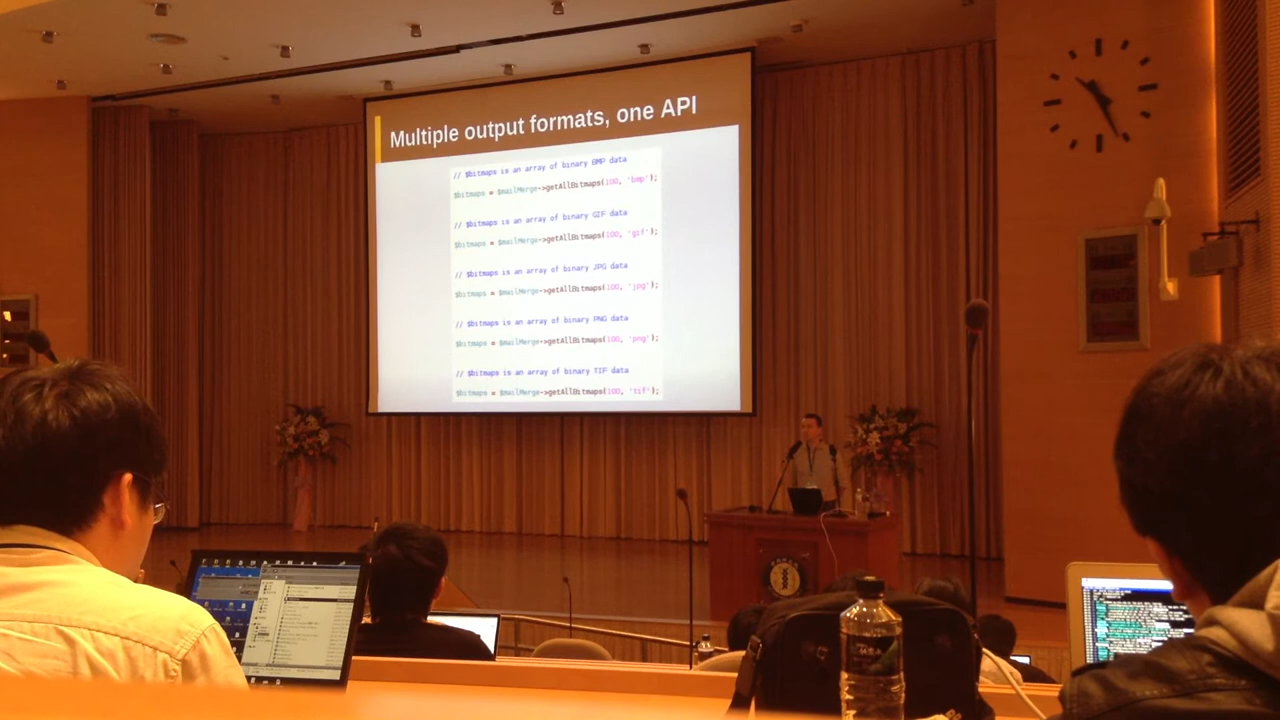 Multiple output formats, one API
// $bitmaps is an array of binary BMP data
$bitmaps = $mailMerge->getAllBitmaps(100, 'bmp');
// $bitmaps is an array of binary GIF data
$bitmaps = $mailMerge->getAllBitmaps(100, 'gif');
// $bitmaps is an array of binary JPG data
$bitmaps = $mailMerge->getAllBitmaps(100, 'jpg');
// $bitmaps is an array of binary PNG data
$bitmaps = $mailMerge->getAllBitmaps(100, 'png');
// $bitmaps is an array of binary TIF data
$bitmaps = $mailMerge->getAllBitmaps(100, 'tif');